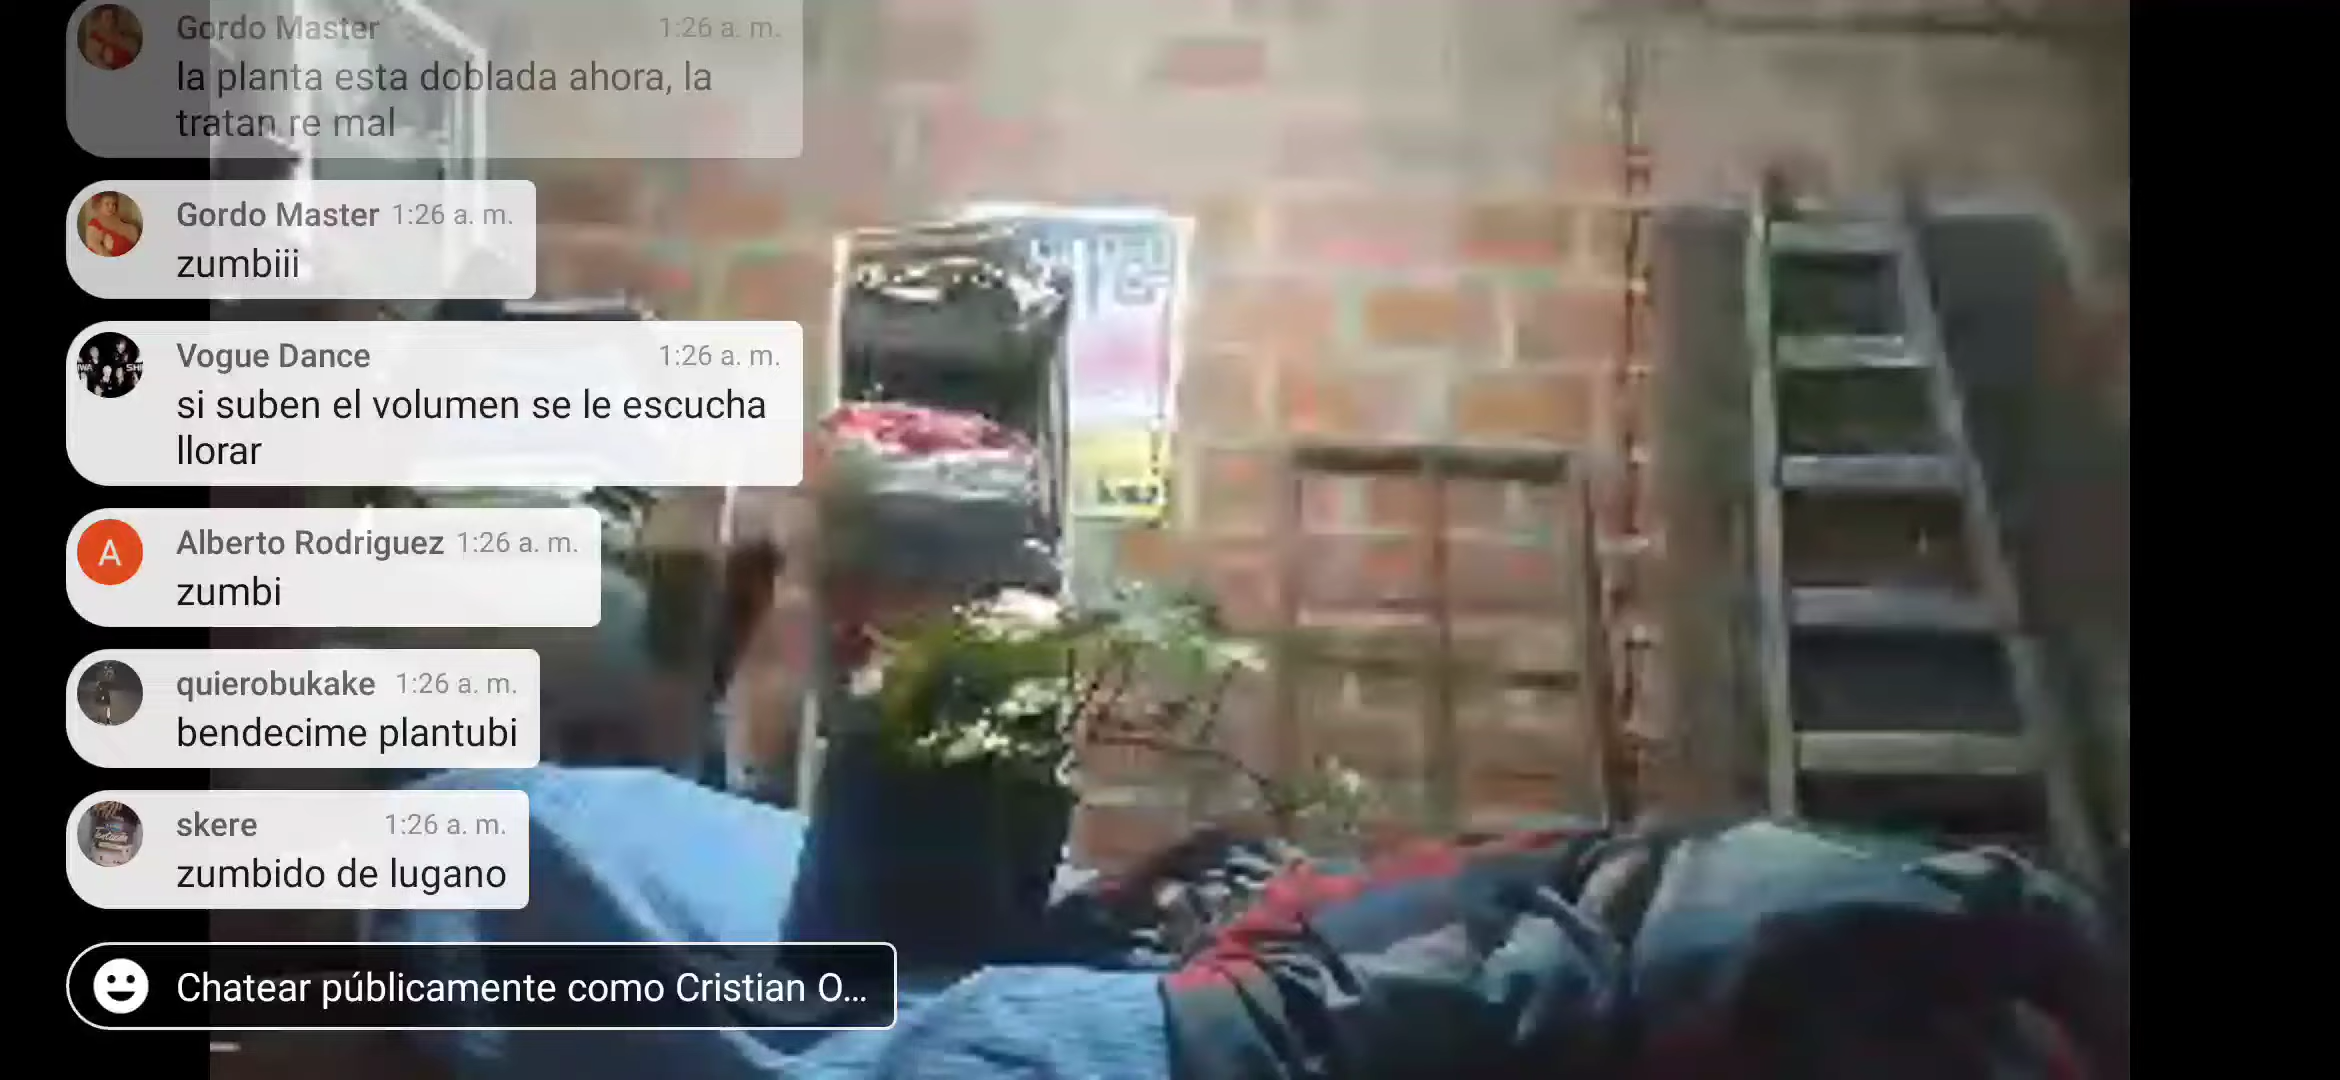 Gordo Master 1:26 a. m.
la planta esta doblada ahora, la
tratan re mal
Gordo Master 1:26 a. m.
zumbiii
Vogue Dance 1:26 a. m.
si suben el volumen se le escucha
llorar
A
Alberto Rodriguez 1:26 a. m.
zumbi
quierobukake 1:26 a. m.
bendecime plantubi
skere 1:26 a. m.
zumbido de lugano
Chatear públicamente como Cristian O...